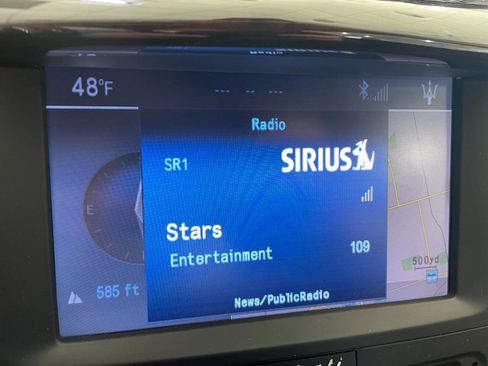 48°F
--- --- ---
Radio
SR1
SIRIUS
Stars
Entertainment 109
E
585 ft
500yd
News/PublicRadio